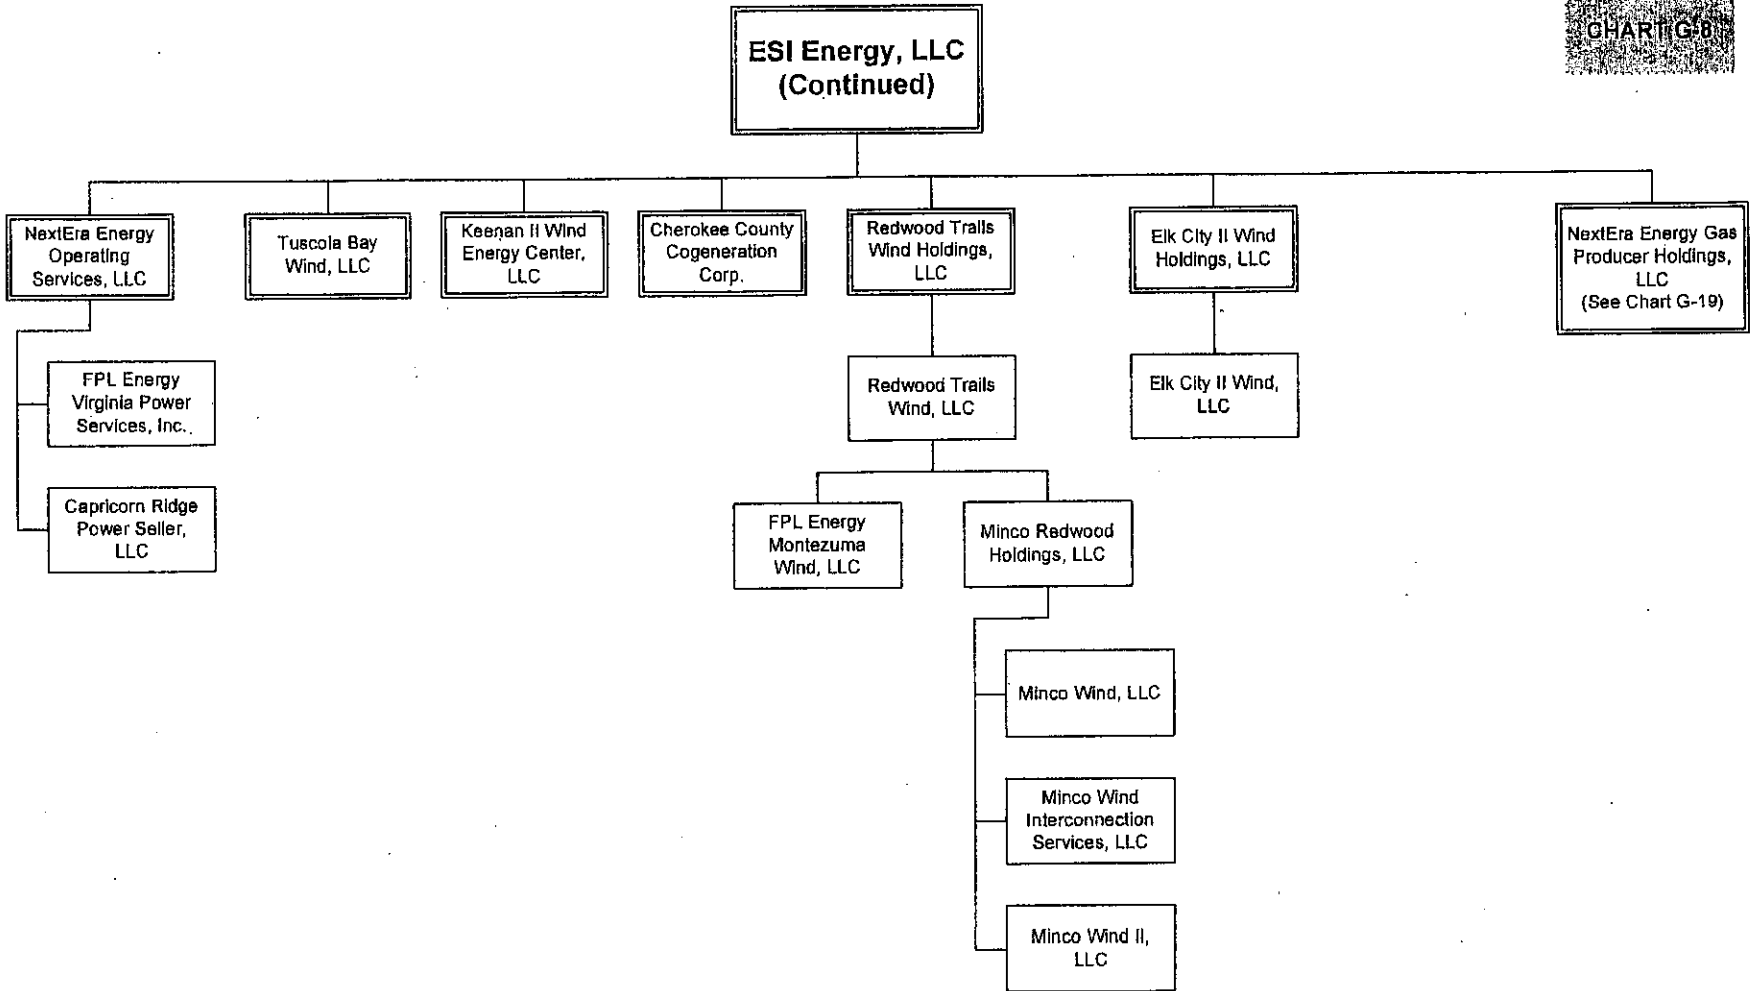 CHART G-8
ESI Energy, LLC
(Continued)
NextEra Energy
Operating
Services, LLC
Tuscola Bay
Wind, LLC
Keenan II Wind
Energy Center,
LLC
Cherokee County
Cogeneration
Corp.
Redwood Trails
Wind Holdings,
LLC
Elk City II Wind
Holdings, LLC
NextEra Energy Gas
Producer Holdings,
LLC
(See Chart G-19)
FPL Energy
Virginia Power
Services, Inc.
Capricorn Ridge
Power Seller,
LLC
Redwood Trails
Wind, LLC
Elk City II Wind,
LLC
FPL Energy
Montezuma
Wind, LLC
Minco Redwood
Holdings, LLC
Minco Wind, LLC
Minco Wind
Interconnection
Services, LLC
Minco Wind II,
LLC